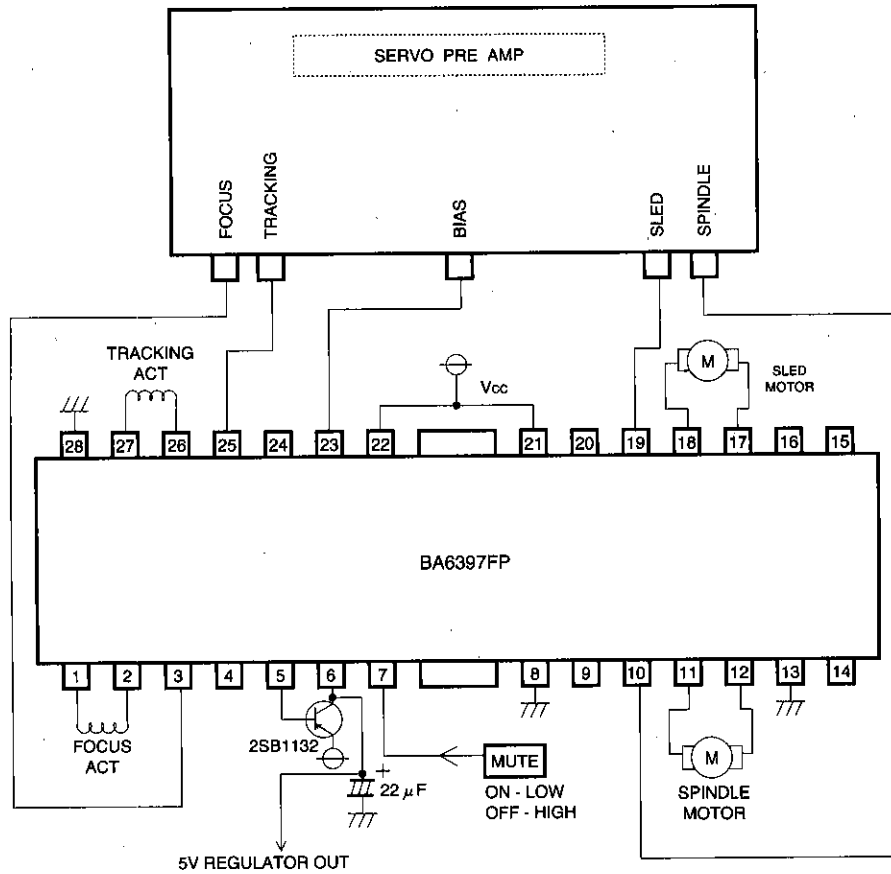 SERVO PRE AMP
FOCUS
TRACKING
BIAS
SLED
SPINDLE
TRACKING
ACT
Vcc
M
SLED
MOTOR
28 27 26 25 24 23 22 21 20 19 18 17 16 15
BA6397FP
1 2 3 4 5 6 7 8 9 10 11 12 13 14
FOCUS
ACT
2SB1132
+
22 μF
MUTE
ON - LOW
OFF - HIGH
M
SPINDLE
MOTOR
5V REGULATOR OUT